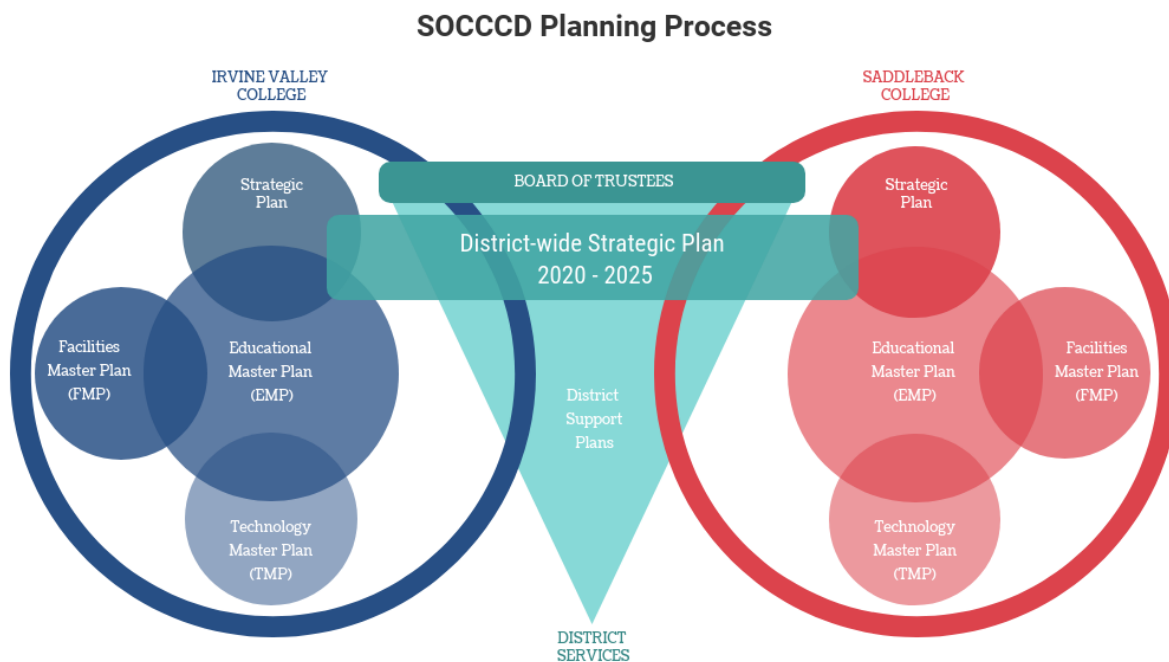 SOCCCD Planning Process
IRVINE VALLEY
COLLEGE
SADDLEBACK
COLLEGE
BOARD OF TRUSTEES
District-wide Strategic Plan
2020 - 2025
Strategic
Plan
Facilities
Master Plan
(FMP)
Educational
Master Plan
(EMP)
Technology
Master Plan
(TMP)
District
Support
Plans
Strategic
Plan
Educational
Master Plan
(EMP)
Facilities
Master Plan
(FMP)
Technology
Master Plan
(TMP)
DISTRICT
SERVICES